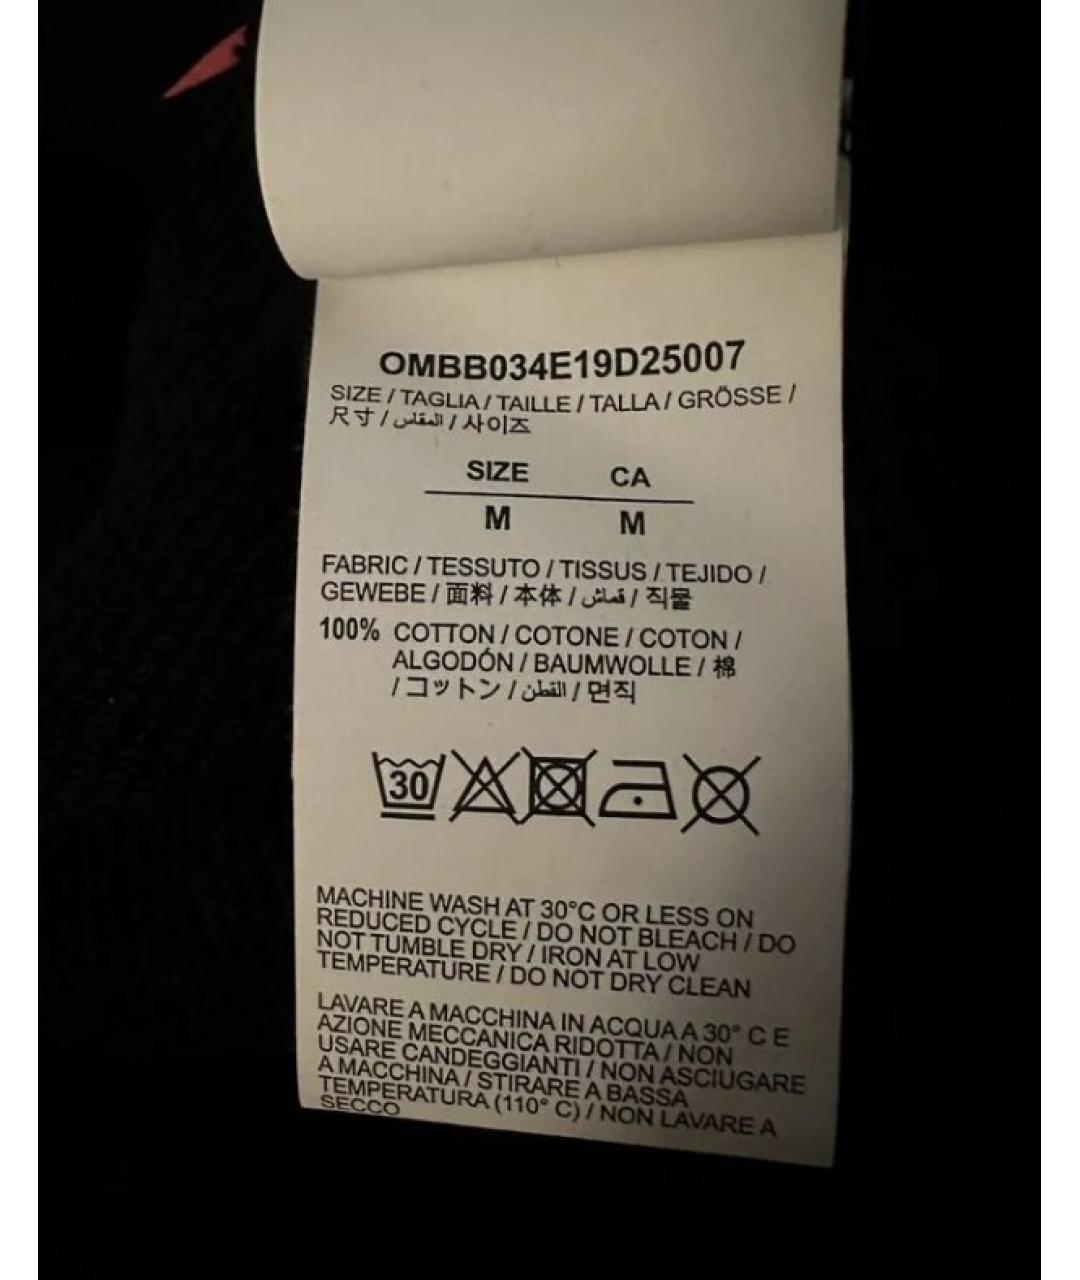 OMBB034E19D25007
SIZE / TAGLIA / TAILLE / TALLA / GRÖSSE /
尺寸 / المقاس / 사이즈
SIZE CA
M M
FABRIC / TESSUTO / TISSUS / TEJIDO /
GEWEBE / 面料 / 本体 / قماش / 직물
100% COTTON / COTONE / COTON /
ALGODÓN / BAUMWOLLE / 棉
/ コットン / القطن / 면직
30
MACHINE WASH AT 30°C OR LESS ON
REDUCED CYCLE / DO NOT BLEACH / DO
NOT TUMBLE DRY / IRON AT LOW
TEMPERATURE / DO NOT DRY CLEAN
LAVARE A MACCHINA IN ACQUA A 30° C E
AZIONE MECCANICA RIDOTTA / NON
USARE CANDEGGIANTI / NON ASCIUGARE
A MACCHINA / STIRARE A BASSA
TEMPERATURA (110° C) / NON LAVARE A
SECCO